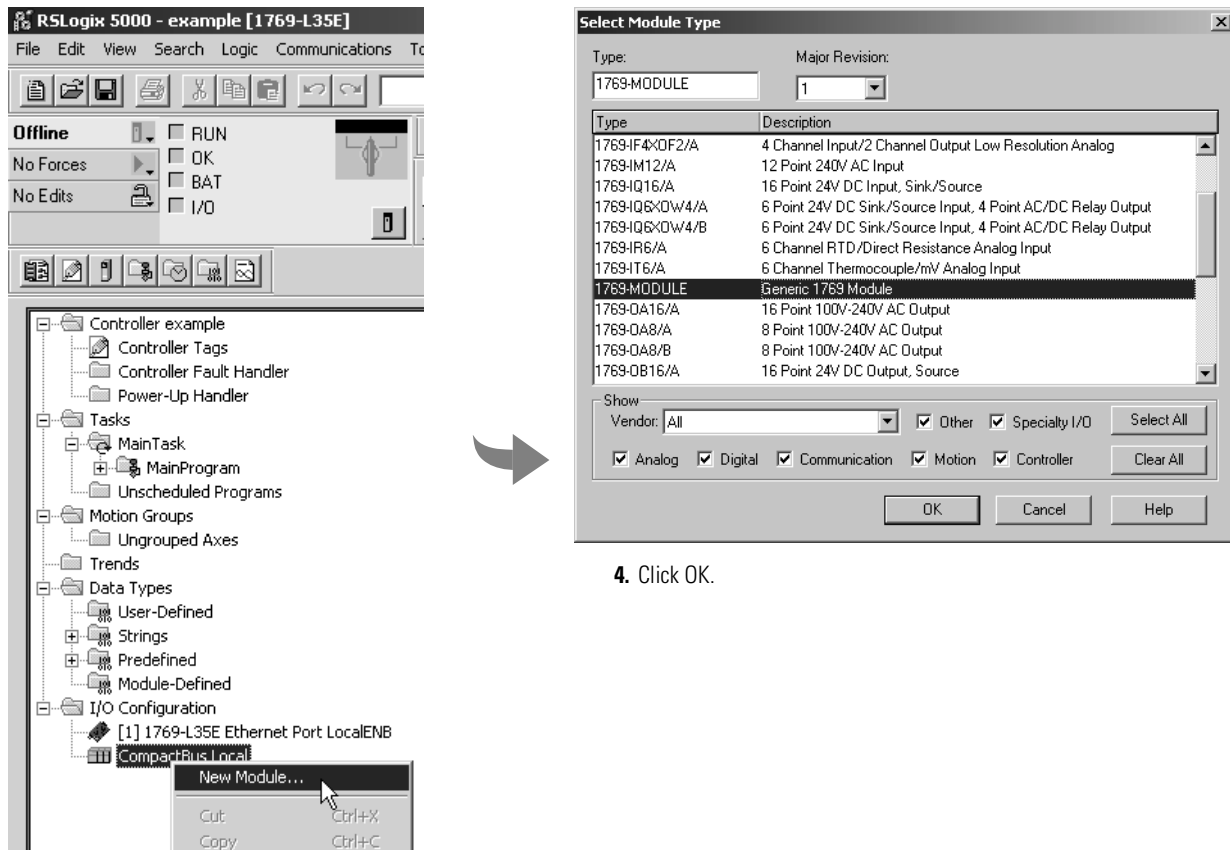 RSLogix 5000 - example [1769-L35E]
File Edit View Search Logic Communications To
Offline
RUN
No Forces
OK
BAT
No Edits
I/O
Controller example
Controller Tags
Controller Fault Handler
Power-Up Handler
Tasks
MainTask
MainProgram
Unscheduled Programs
Motion Groups
Ungrouped Axes
Trends
Data Types
User-Defined
Strings
Predefined
Module-Defined
I/O Configuration
[1] 1769-L35E Ethernet Port LocalENB
CompactBus Local
New Module...
Cut Ctrl+X
Copy Ctrl+C
Select Module Type
Type: Major Revision:
1769-MODULE 1
Type Description
1769-IF4XOF2/A 4 Channel Input/2 Channel Output Low Resolution Analog
1769-IM12/A 12 Point 240V AC Input
1769-IQ16/A 16 Point 24V DC Input, Sink/Source
1769-IQ6XOW4/A 6 Point 24V DC Sink/Source Input, 4 Point AC/DC Relay Output
1769-IQ6XOW4/B 6 Point 24V DC Sink/Source Input, 4 Point AC/DC Relay Output
1769-IR6/A 6 Channel RTD/Direct Resistance Analog Input
1769-IT6/A 6 Channel Thermocouple/mV Analog Input
1769-MODULE Generic 1769 Module
1769-OA16/A 16 Point 100V-240V AC Output
1769-OA8/A 8 Point 100V-240V AC Output
1769-OA8/B 8 Point 100V-240V AC Output
1769-OB16/A 16 Point 24V DC Output, Source
Show
Vendor: All Other Specialty I/O Select All
Analog Digital Communication Motion Controller Clear All
OK Cancel Help
4. Click OK.